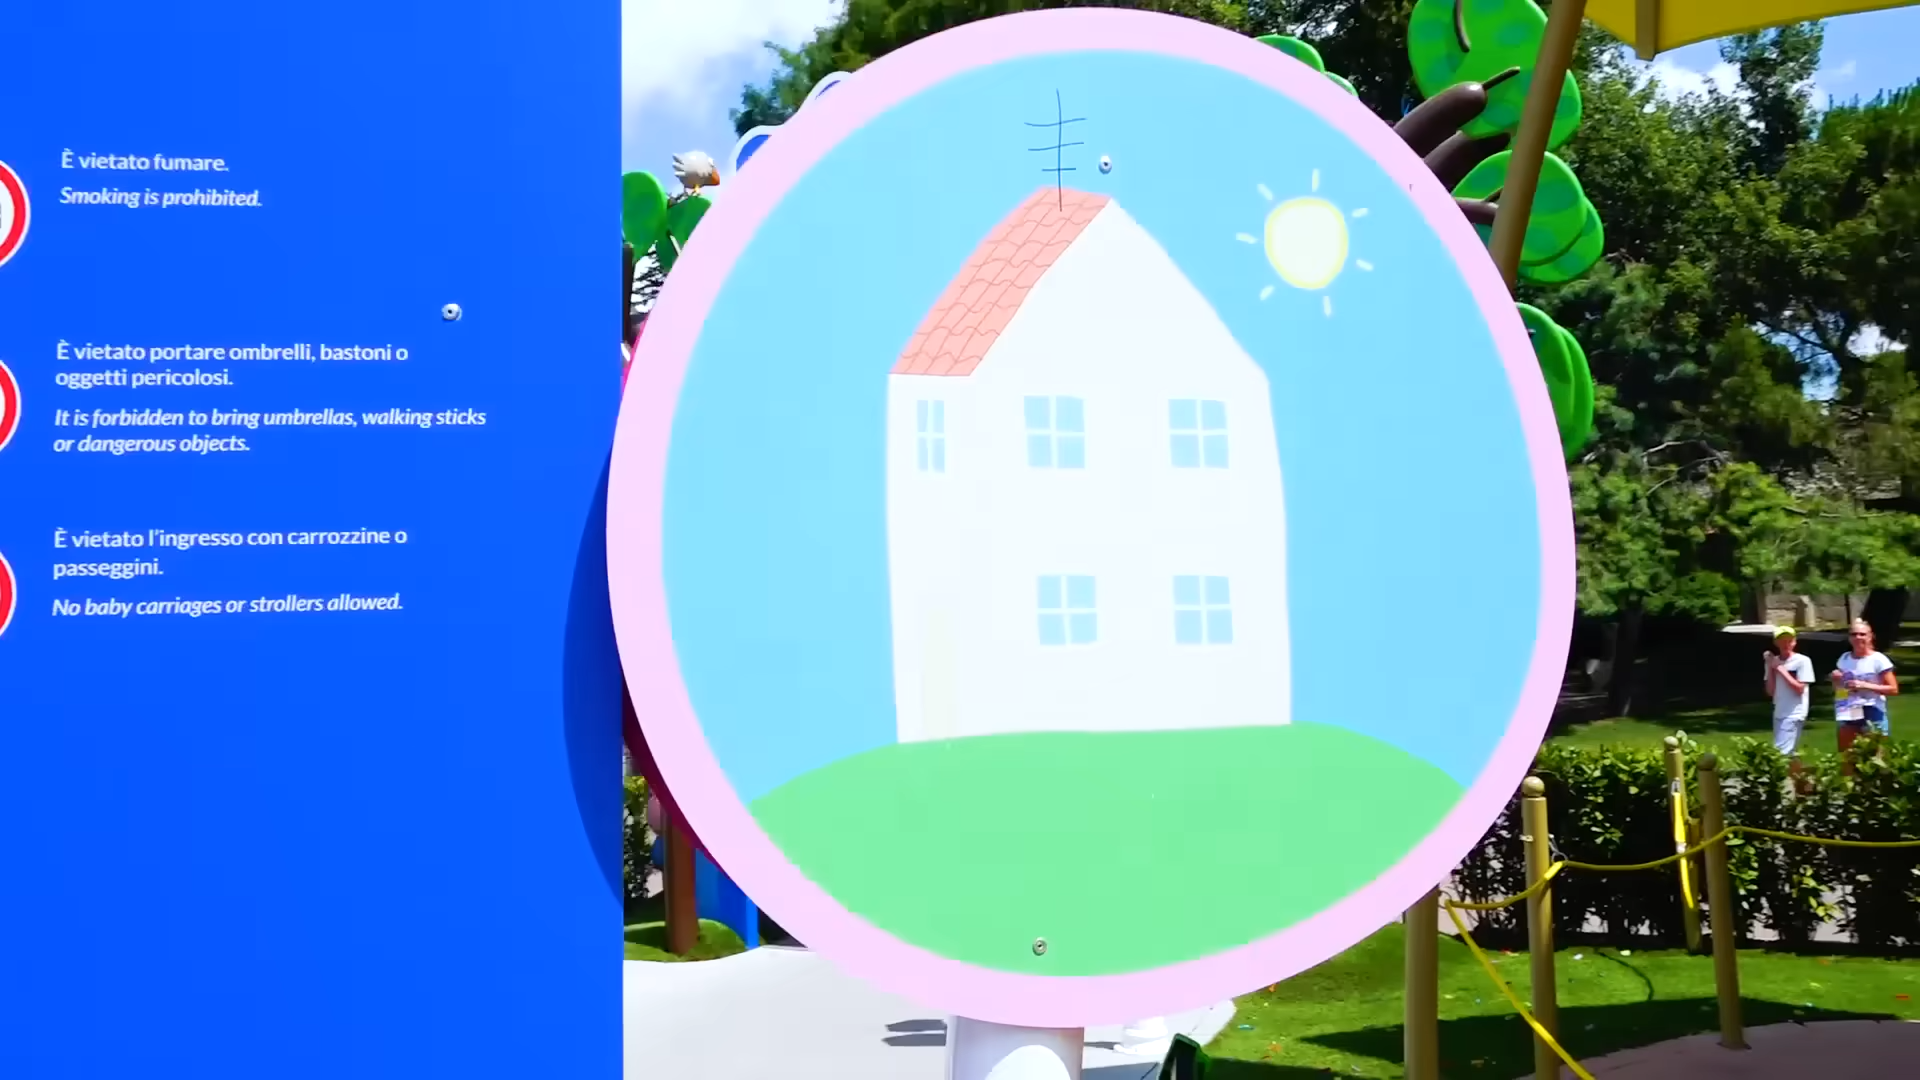 È vietato fumare.
Smoking is prohibited.
È vietato portare ombrelli, bastoni o
oggetti pericolosi.
It is forbidden to bring umbrellas, walking sticks
or dangerous objects.
È vietato l'ingresso con carrozzine o
passeggini.
No baby carriages or strollers allowed.